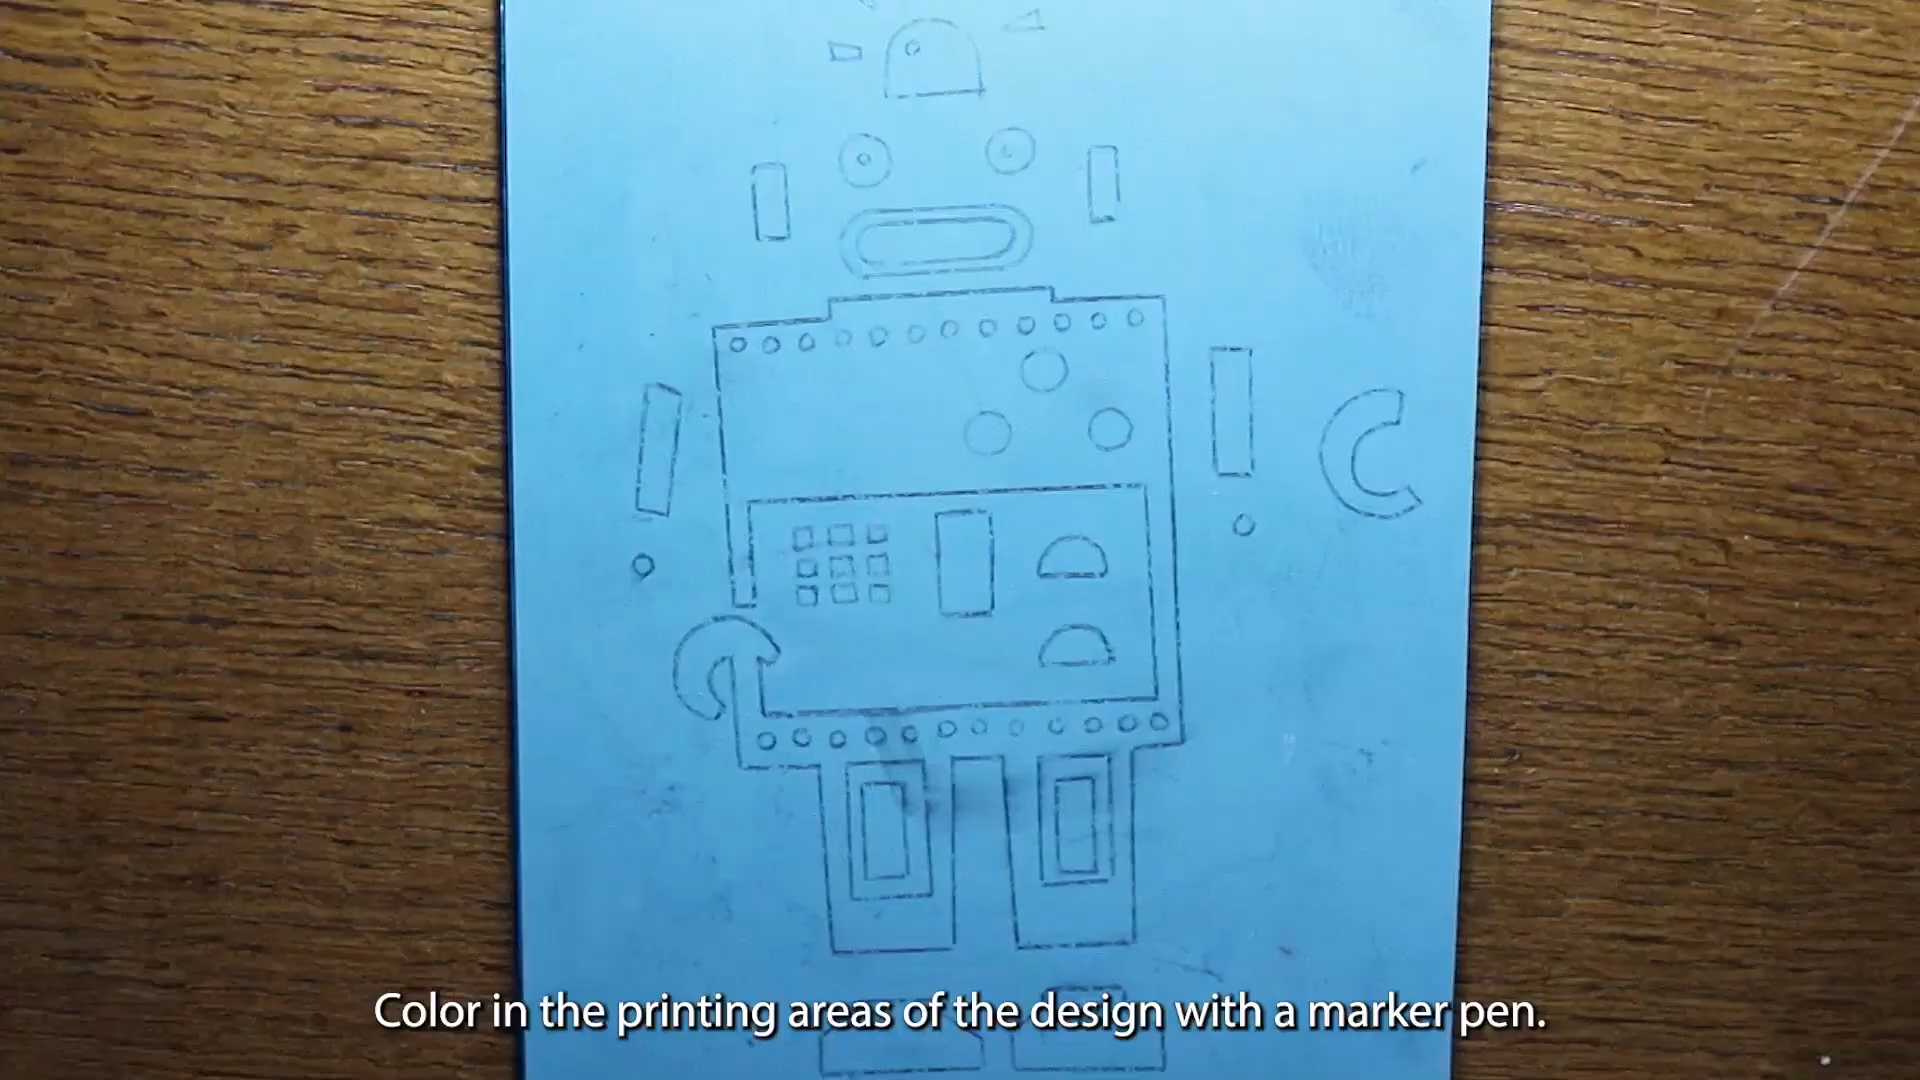 Color in the printing areas of the design with a marker pen.